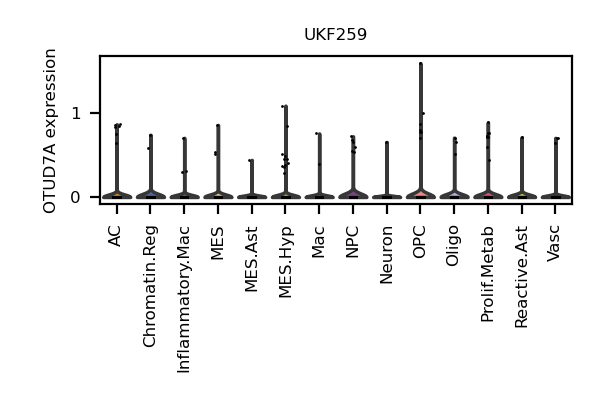 UKF259
OTUD7A expression
1
0
AC
Chromatin.Reg
Inflammatory.Mac
MES
MES.Ast
MES.Hyp
Mac
NPC
Neuron
OPC
Oligo
Prolif.Metab
Reactive.Ast
Vasc